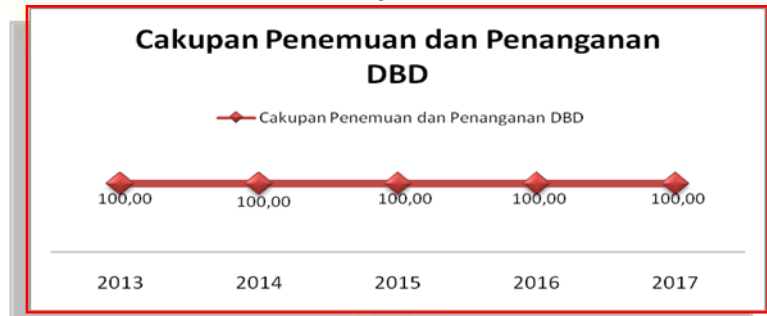 Cakupan Penemuan dan Penanganan
DBD
Cakupan Penemuan dan Penanganan DBD
100,00 100,00 100,00 100,00 100,00
2013 2014 2015 2016 2017